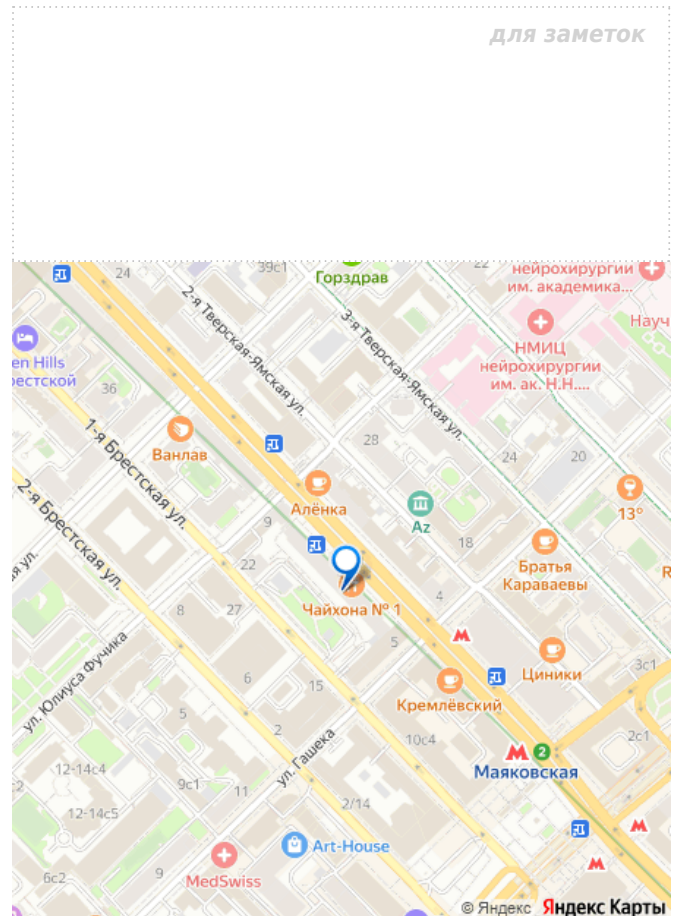 для заметок
24
39с1
Горздрав
22
нейрохирургии
им. академика...
2-я Тверская-Ямская ул.
3-я Тверская-Ямская ул.
Науч
НМИЦ
нейрохирургии
им. ак. Н.Н....
en Hills
рестской
36
1-я Брестская ул.
Ванлав
28
24
20
2-я Брестская ул.
Алёнка
13°
9
Az
18
Братья
Караваевы
22
4
8
27
Чайхона № 1
5
ул. Юлиуса Фучика
Циники
3с1
6
15
Кремлёвский
5
2
ул. Гашека
10с4
2с1
2
Маяковская
12-14с4
9с1
11
12-14с5
2/14
Art-House
6с2
9
MedSwiss
© Яндекс Яндекс Карты